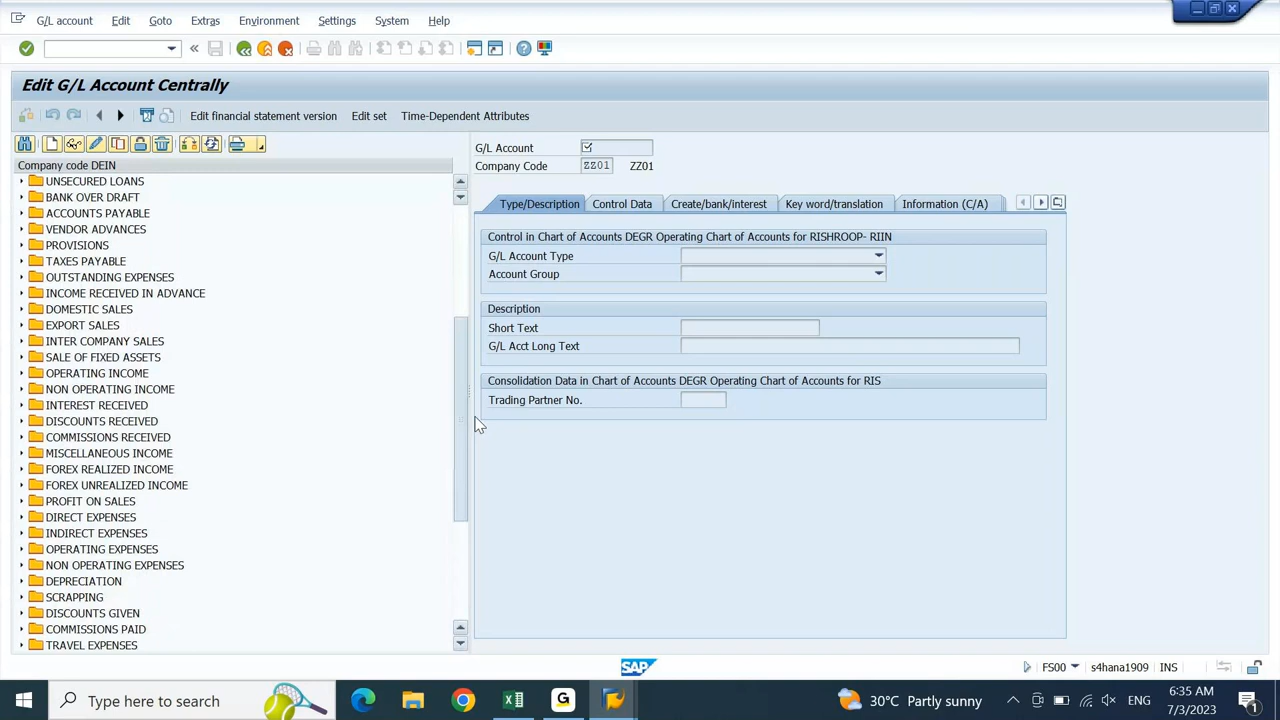 G/L account Edit Goto Extras Environment Settings System Help
Edit G/L Account Centrally
Edit financial statement version Edit set Time-Dependent Attributes
Company code DEIN
UNSECURED LOANS
BANK OVER DRAFT
ACCOUNTS PAYABLE
VENDOR ADVANCES
PROVISIONS
TAXES PAYABLE
OUTSTANDING EXPENSES
INCOME RECEIVED IN ADVANCE
DOMESTIC SALES
EXPORT SALES
INTER COMPANY SALES
SALE OF FIXED ASSETS
OPERATING INCOME
NON OPERATING INCOME
INTEREST RECEIVED
DISCOUNTS RECEIVED
COMMISSIONS RECEIVED
MISCELLANEOUS INCOME
FOREX REALIZED INCOME
FOREX UNREALIZED INCOME
PROFIT ON SALES
DIRECT EXPENSES
INDIRECT EXPENSES
OPERATING EXPENSES
NON OPERATING EXPENSES
DEPRECIATION
SCRAPPING
DISCOUNTS GIVEN
COMMISSIONS PAID
TRAVEL EXPENSES
G/L Account
Company Code ZZ01 ZZ01
Type/Description Control Data Create/bank/interest Key word/translation Information (C/A)
Control in Chart of Accounts DEGR Operating Chart of Accounts for RISHROOP- RIIN
G/L Account Type
Account Group
Description
Short Text
G/L Acct Long Text
Consolidation Data in Chart of Accounts DEGR Operating Chart of Accounts for RIS
Trading Partner No.
SAP
FS00 s4hana1909 INS
Type here to search
30°C Partly sunny
ENG
6:35 AM
7/3/2023
1